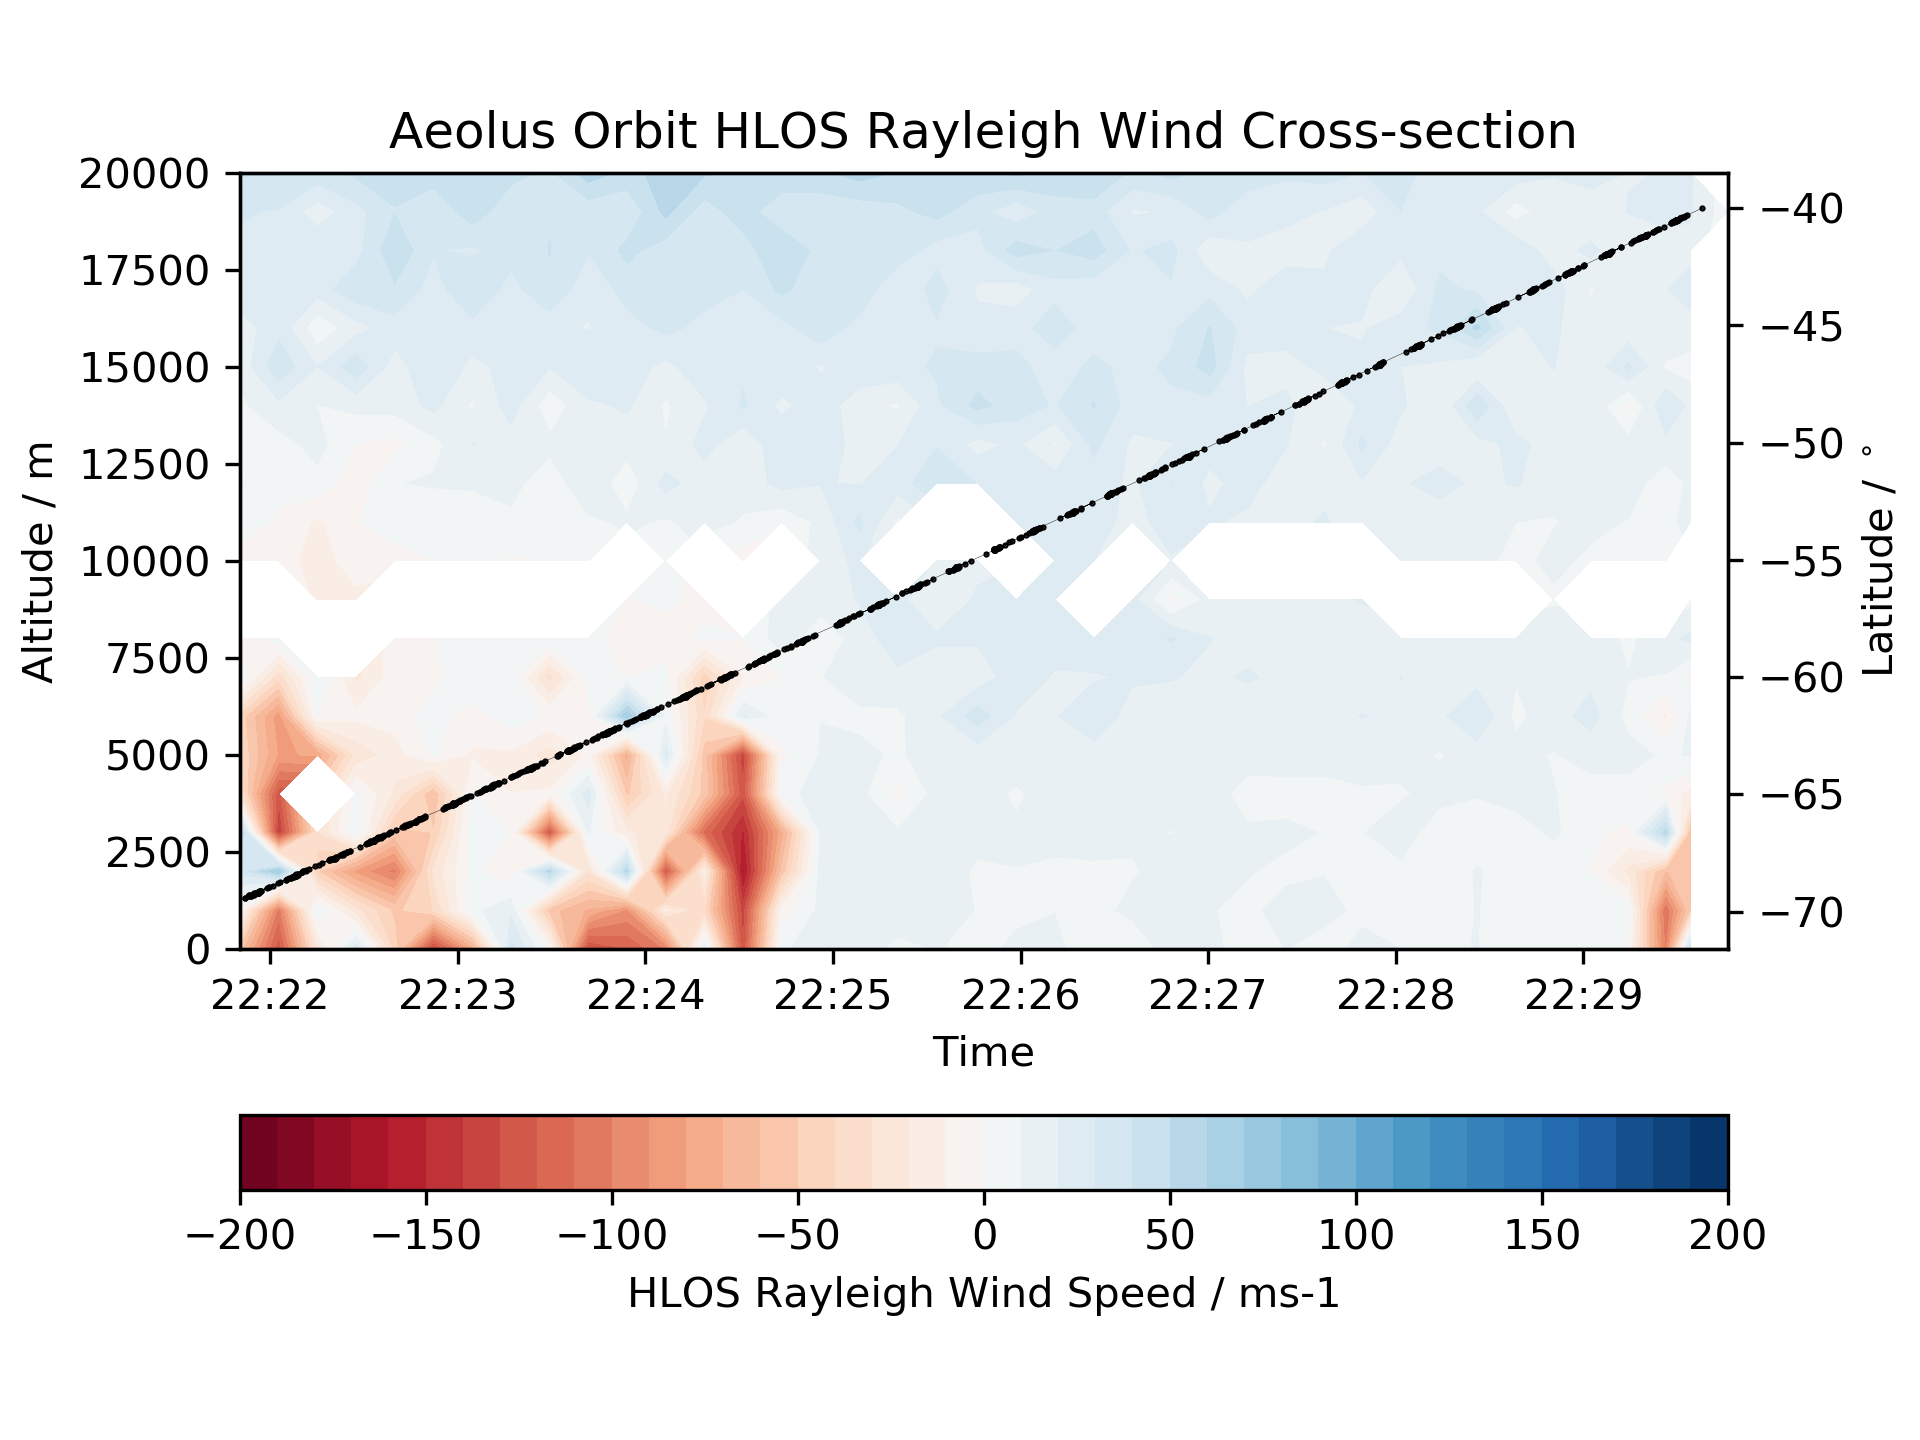 Aeolus Orbit HLOS Rayleigh Wind Cross-section
20000
17500
15000
12500
10000
7500
5000
2500
0
Altitude / m
−40
−45
−50
−55
−60
−65
−70
Latitude / °
22:22 22:23 22:24 22:25 22:26 22:27 22:28 22:29
Time
−200 −150 −100 −50 0 50 100 150 200
HLOS Rayleigh Wind Speed / ms-1